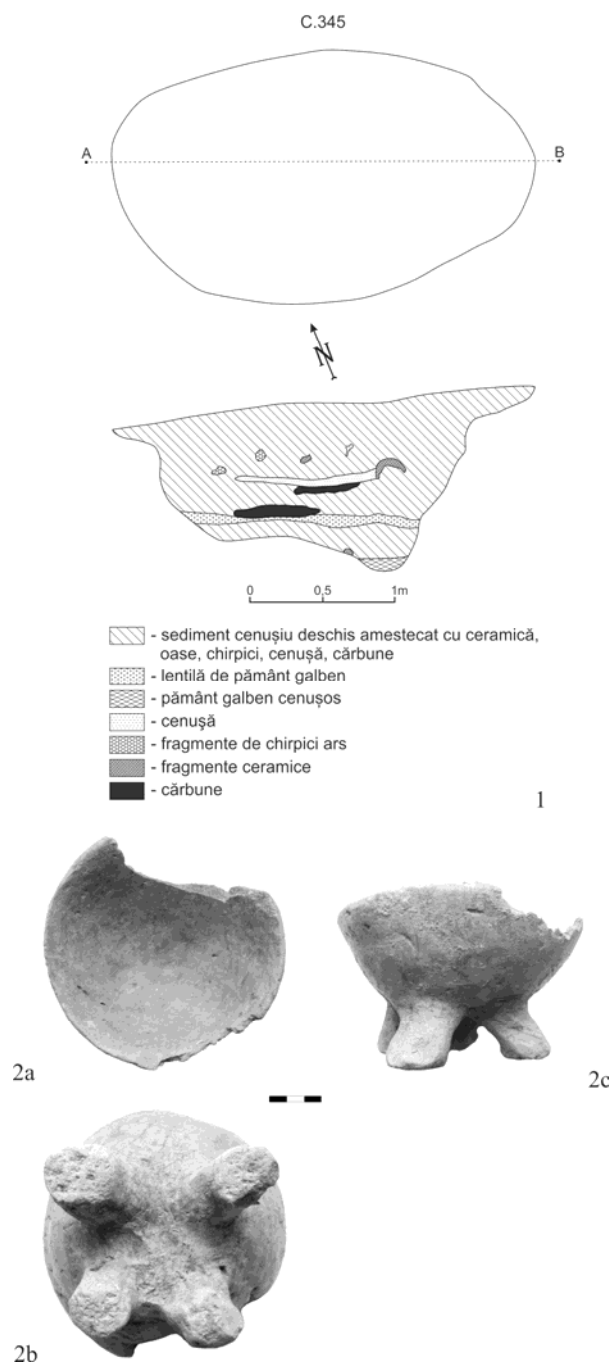 C.345
A
B
N
0 0,5 1m
- sediment cenușiu deschis amestecat cu ceramică,
oase, chirpici, cenușă, cărbune
- lentilă de pământ galben
- pământ galben cenușos
- cenuşă
- fragmente de chirpici ars
- fragmente ceramice
- cărbune
1
2a
2c
2b